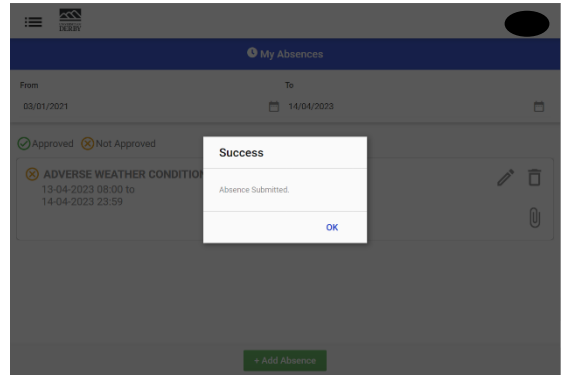 DERBY
My Absences
From
To
03/01/2021
14/04/2023
Approved
Not Approved
ADVERSE WEATHER CONDITION
13-04-2023 08:00 to
14-04-2023 23:59
Success
Absence Submitted.
OK
+ Add Absence